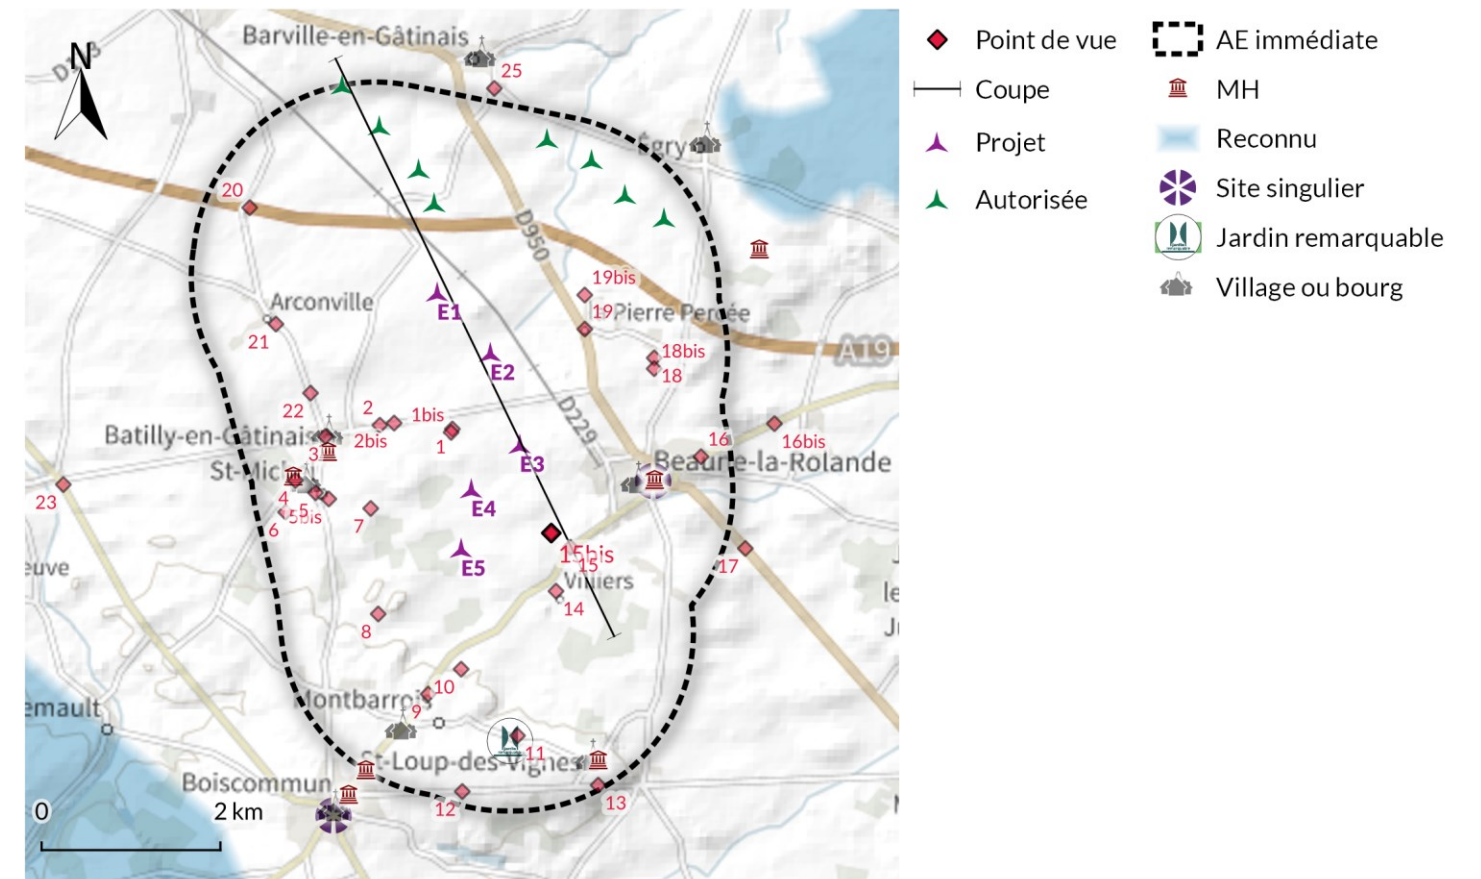 Barville-en-Gâtinais
N
25
Égry
20
D950
19bis
Arconville
E1
19
Pierre Percée
21
18bis
A19
E2
18
22
2
1bis
D229
Batilly-en-Gâtinais
2bis
1
16
16bis
3
E3
Beaune-la-Rolande
23
4
5
5bis
6
7
E4
15bis
17
15
E5
Villiers
14
8
10
Montbarrois
9
emault
11
St-Loup-des-Vignes
Boiscommun
0
2 km
12
13
Point de vue
Coupe
Projet
Autorisée
AE immédiate
MH
Reconnu
Site singulier
Jardin remarquable
Village ou bourg